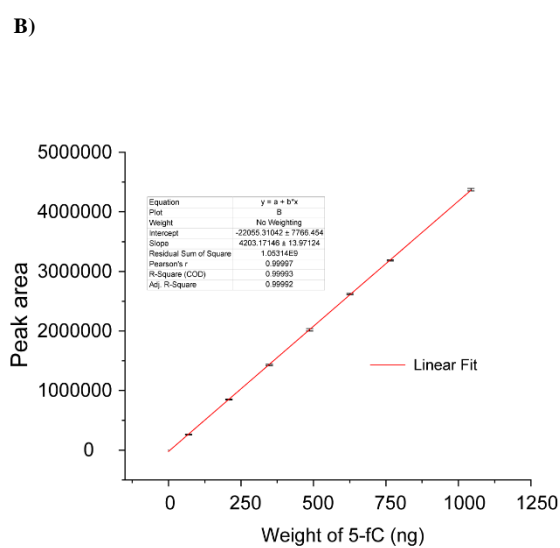 B)
5000000
4000000
3000000
2000000
1000000
0
Peak area
Equation y = a + b*x
Plot B
Weight No Weighting
Intercept -22055.31042 ± 7766.454
Slope 4203.17146 ± 13.97124
Residual Sum of Square 1.05314E9
Pearson's r 0.99997
R-Square (COD) 0.99993
Adj. R-Square 0.99992
Linear Fit
0 250 500 750 1000 1250
Weight of 5-fC (ng)